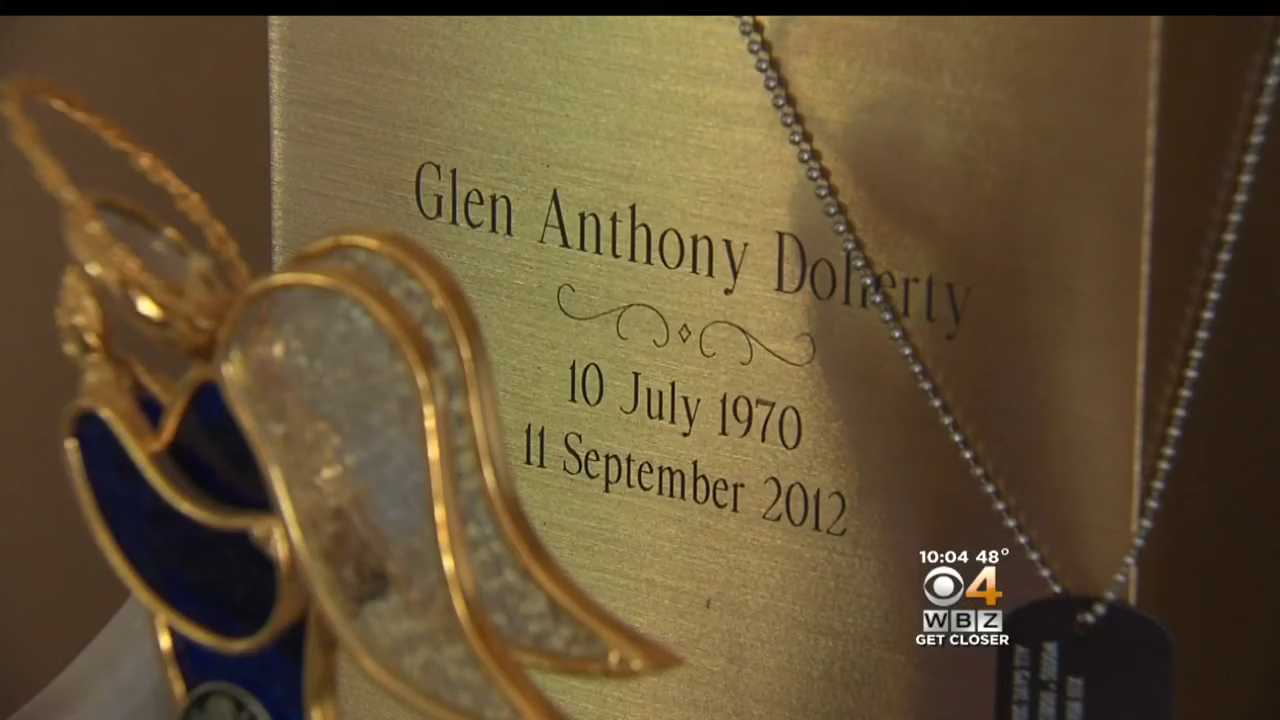 Glen Anthony Doherty
10 July 1970
11 September 2012
10:04 48°
4
WBZ
GET CLOSER